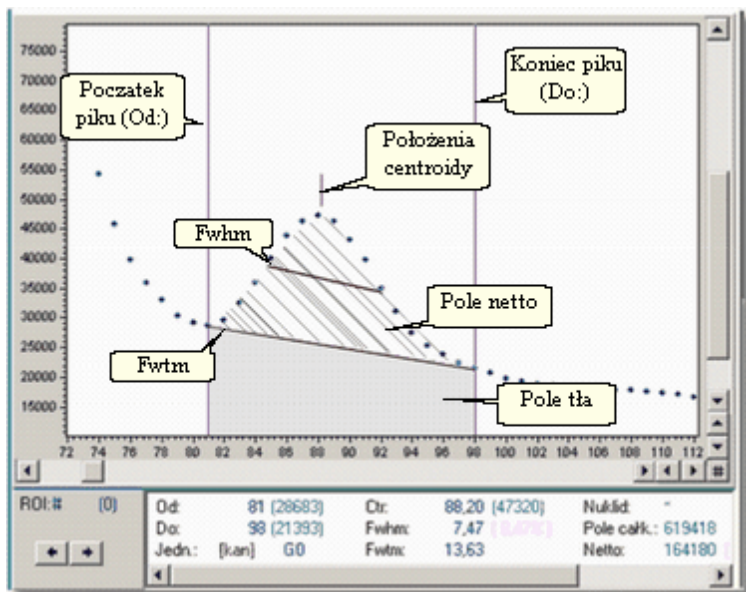 75000
70000
65000
60000
55000
50000
45000
40000
35000
30000
25000
20000
15000
Początek
piku (Od:)
Koniec piku
(Do:)
Położenia
centroidy
Fwhm
Pole netto
Fwtm
Pole tła
72 74 76 78 80 82 84 86 88 90 92 94 96 98 100 102 104 106 108 110 112
#
ROI:# (0)
Od: 81 (28683) Ctr: 88,20 (47320) Nuklid: -
Do: 98 (21393) Fwhm: 7,47 (8,47%) Pole całk.: 619418
Jedn.: [kan] G0 Fwtm: 13,63 Netto: 164180